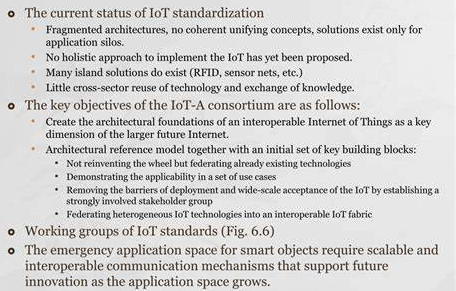 The current status of IoT standardization
Fragmented architectures, no coherent unifying concepts, solutions exist only for
application silos.
No holistic approach to implement the IoT has yet been proposed.
Many island solutions do exist (RFID, sensor nets, etc.)
Little cross-sector reuse of technology and exchange of knowledge.
The key objectives of the IoT-A consortium are as follows:
Create the architectural foundations of an interoperable Internet of Things as a key
dimension of the larger future Internet.
Architectural reference model together with an initial set of key building blocks:
Not reinventing the wheel but federating already existing technologies
Demonstrating the applicability in a set of use cases
Removing the barriers of deployment and wide-scale acceptance of the IoT by establishing a
strongly involved stakeholder group
Federating heterogeneous IoT technologies into an interoperable IoT fabric
Working groups of IoT standards (Fig. 6.6)
The emergency application space for smart objects require scalable and
interoperable communication mechanisms that support future
innovation as the application space grows.